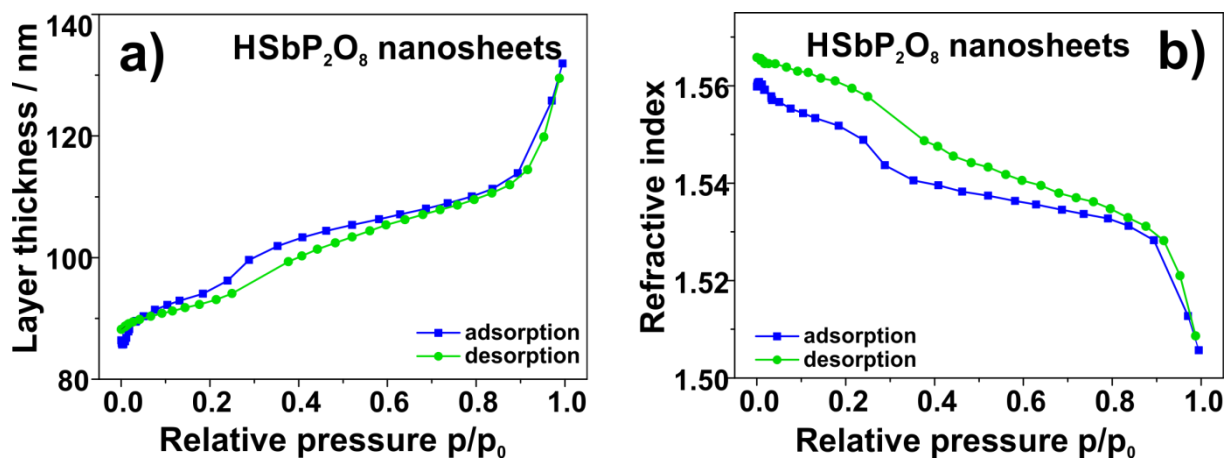 a)
HSbP₂O₈ nanosheets
Layer thickness / nm
140
120
100
80
adsorption
desorption
0.0 0.2 0.4 0.6 0.8 1.0
Relative pressure p/p₀
b)
HSbP₂O₈ nanosheets
Refractive index
1.56
1.54
1.52
1.50
adsorption
desorption
0.0 0.2 0.4 0.6 0.8 1.0
Relative pressure p/p₀